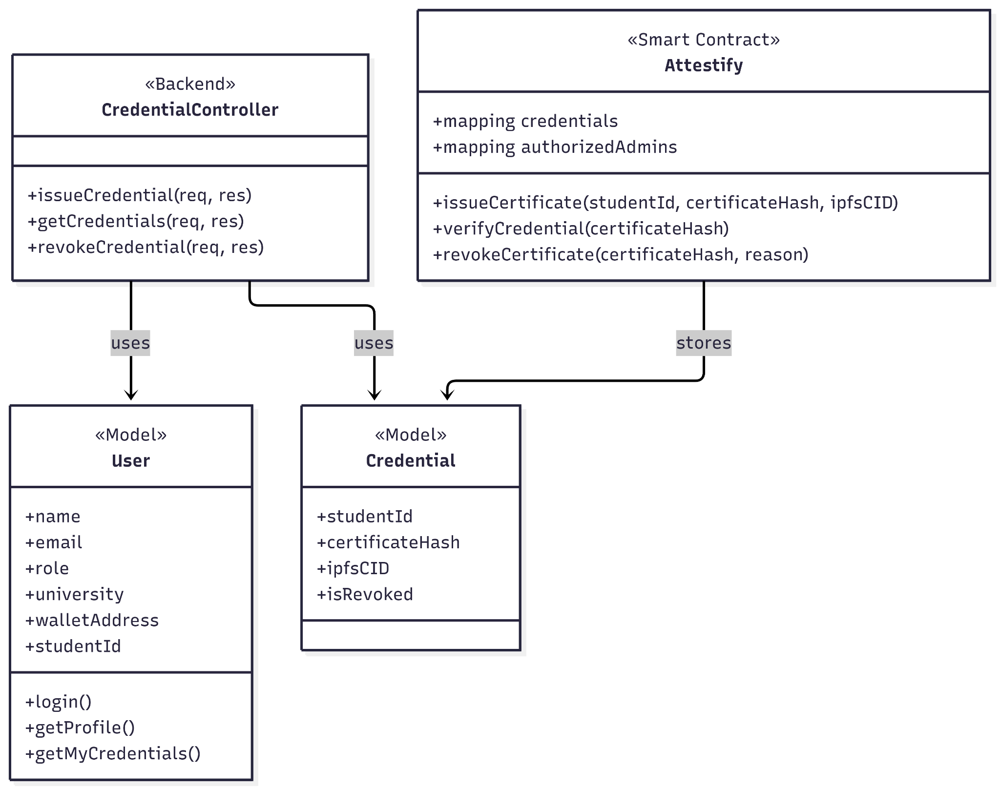 «Backend»
CredentialController
+issueCredential(req, res)
+getCredentials(req, res)
+revokeCredential(req, res)
«Smart Contract»
Attestify
+mapping credentials
+mapping authorizedAdmins
+issueCertificate(studentId, certificateHash, ipfsCID)
+verifyCredential(certificateHash)
+revokeCertificate(certificateHash, reason)
uses
uses
stores
«Model»
User
+name
+email
+role
+university
+walletAddress
+studentId
+login()
+getProfile()
+getMyCredentials()
«Model»
Credential
+studentId
+certificateHash
+ipfsCID
+isRevoked